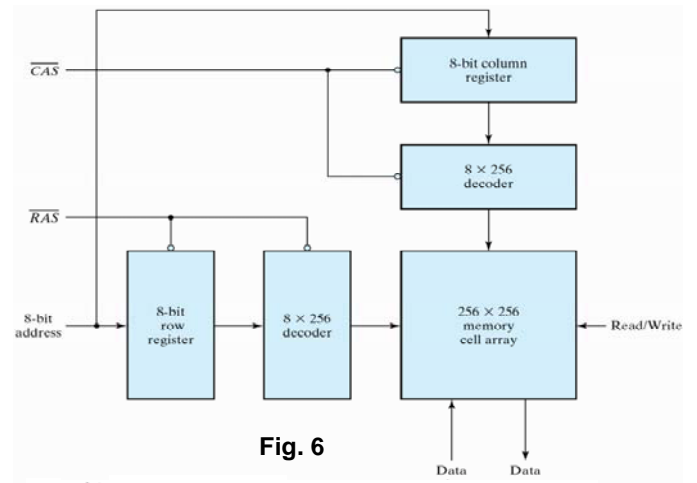 CAS
8-bit column
register
8 × 256
decoder
RAS
8-bit
address
8-bit
row
register
8 × 256
decoder
256 × 256
memory
cell array
Read/Write
Fig. 6
Data
Data